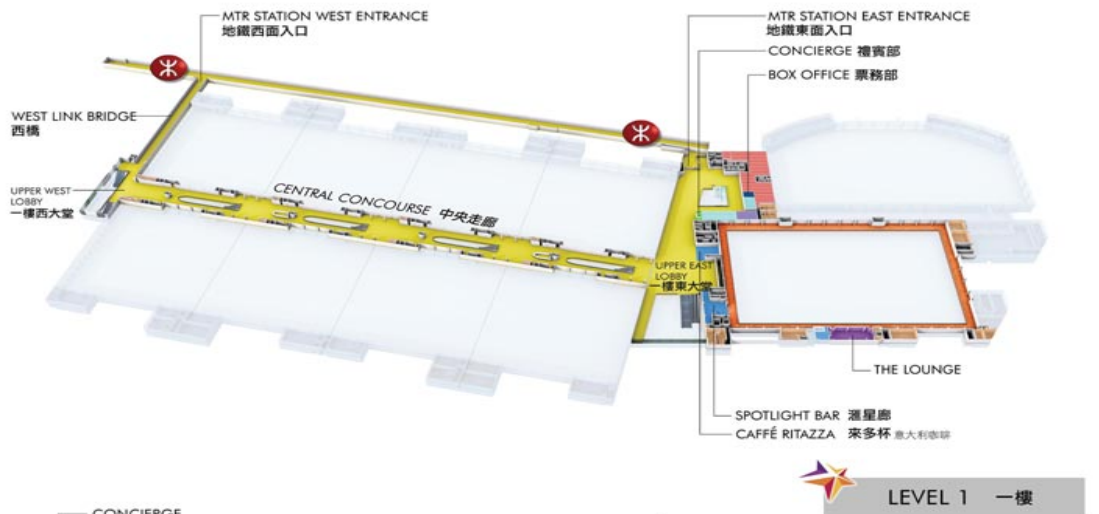 MTR STATION WEST ENTRANCE
地鐵西面入口
MTR STATION EAST ENTRANCE
地鐵東面入口
CONCIERGE 禮賓部
BOX OFFICE 票務部
WEST LINK BRIDGE
西橋
UPPER WEST
LOBBY
一樓西大堂
CENTRAL CONCOURSE 中央走廊
UPPER EAST
LOBBY
一樓東大堂
THE LOUNGE
SPOTLIGHT BAR 滙星廊
CAFFÉ RITAZZA 來多杯 意大利咖啡
LEVEL 1 一樓
CONCIERGE